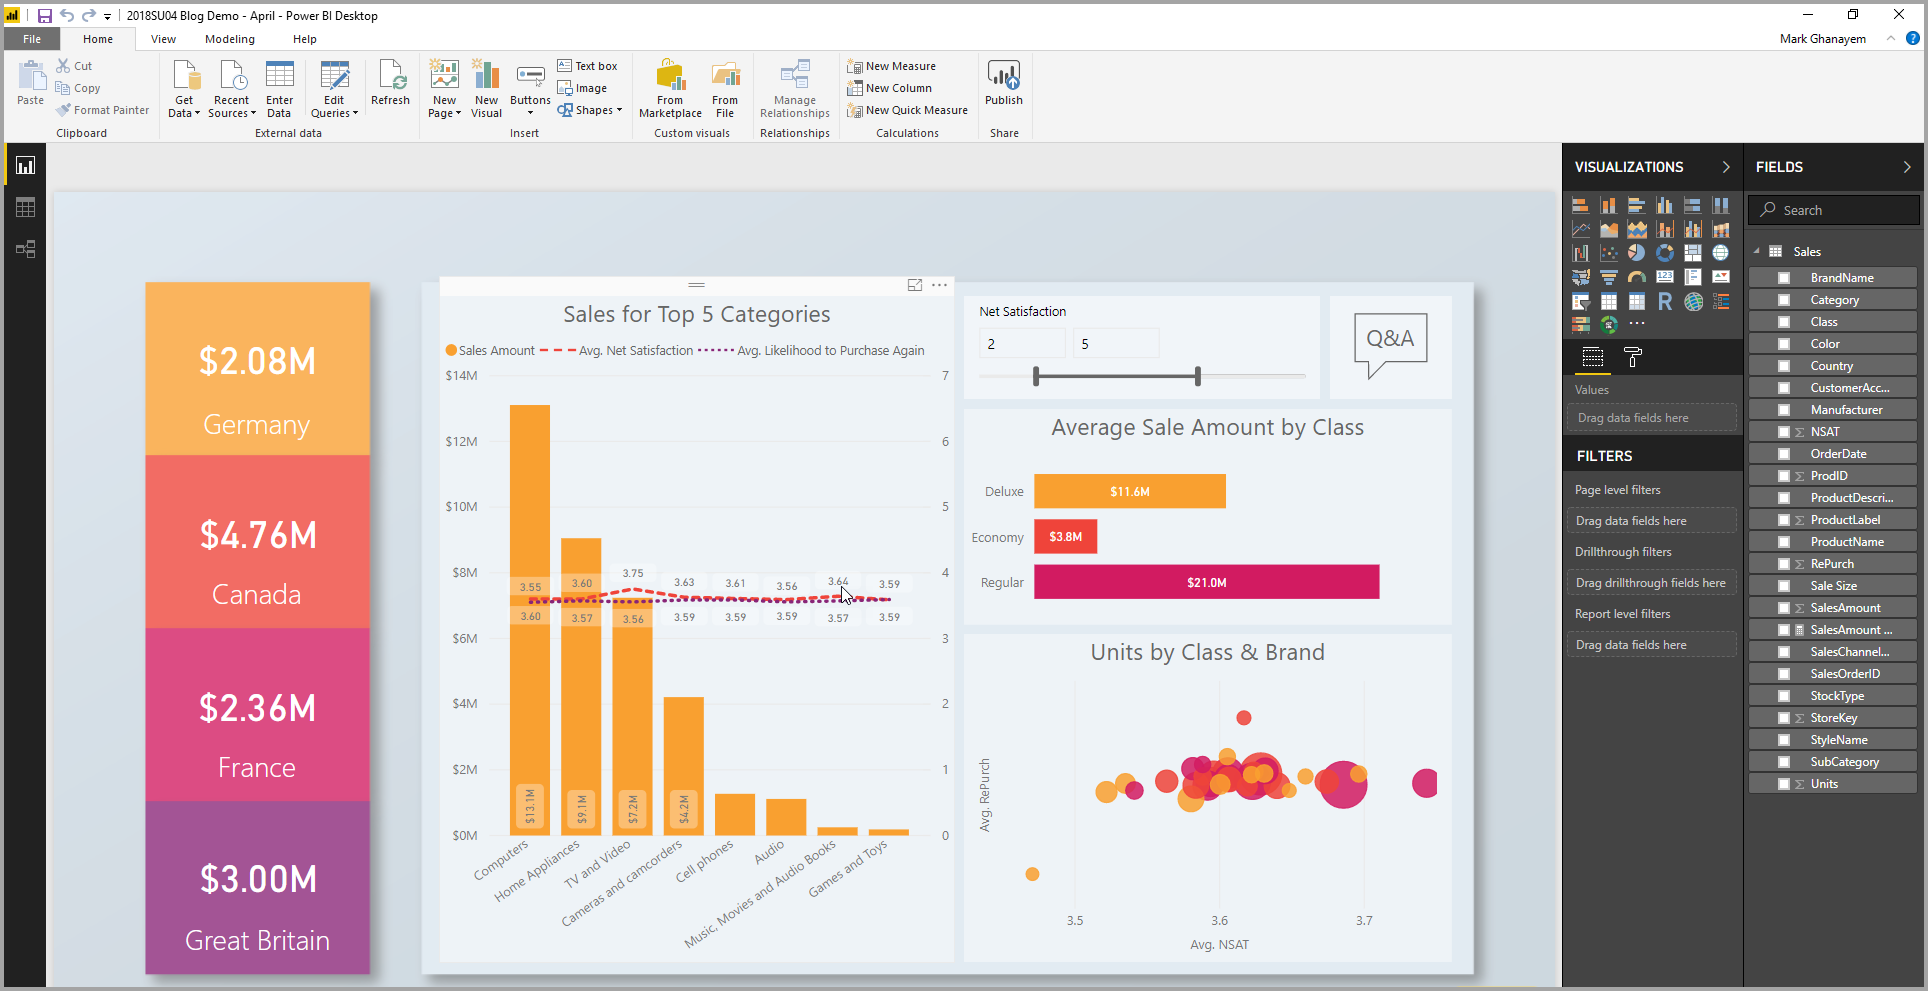 2018SU04 Blog Demo - April - Power BI Desktop
File Home View Modeling Help
Mark Ghanayem
Paste
Cut
Copy
Format Painter
Clipboard
Get Data
Recent Sources
Enter Data
Edit Queries
Refresh
External data
New Page
New Visual
Buttons
Text box
Image
Shapes
Insert
From Marketplace
From File
Custom visuals
Manage Relationships
Relationships
New Measure
New Column
New Quick Measure
Calculations
Publish
Share
$2.08M
Germany
$4.76M
Canada
$2.36M
France
$3.00M
Great Britain
Sales for Top 5 Categories
Sales Amount Avg. Net Satisfaction Avg. Likelihood to Purchase Again
$14M 7
$12M 6
$10M 5
$8M 4
$6M 3
$4M 2
$2M 1
$0M 0
3.55 3.60 3.75 3.63 3.61 3.56 3.64 3.59
3.60 3.57 3.56 3.59 3.59 3.59 3.57 3.59
$13.1M $9.1M $7.2M $4.2M
Computers
Home Appliances
TV and Video
Cameras and camcorders
Cell phones
Audio
Music, Movies and Audio Books
Games and Toys
Net Satisfaction
2 5
Q&A
Average Sale Amount by Class
Deluxe $11.6M
Economy $3.8M
Regular $21.0M
Units by Class & Brand
Avg. RePurch
3.5 3.6 3.7
Avg. NSAT
VISUALIZATIONS
123
R
Values
Drag data fields here
FILTERS
Page level filters
Drag data fields here
Drillthrough filters
Drag drillthrough fields here
Report level filters
Drag data fields here
FIELDS
Search
Sales
BrandName
Category
Class
Color
Country
CustomerAcc...
Manufacturer
Σ NSAT
OrderDate
Σ ProdID
ProductDescri...
Σ ProductLabel
ProductName
Σ RePurch
Sale Size
Σ SalesAmount
SalesAmount ...
SalesChannel...
SalesOrderID
StockType
Σ StoreKey
StyleName
SubCategory
Σ Units